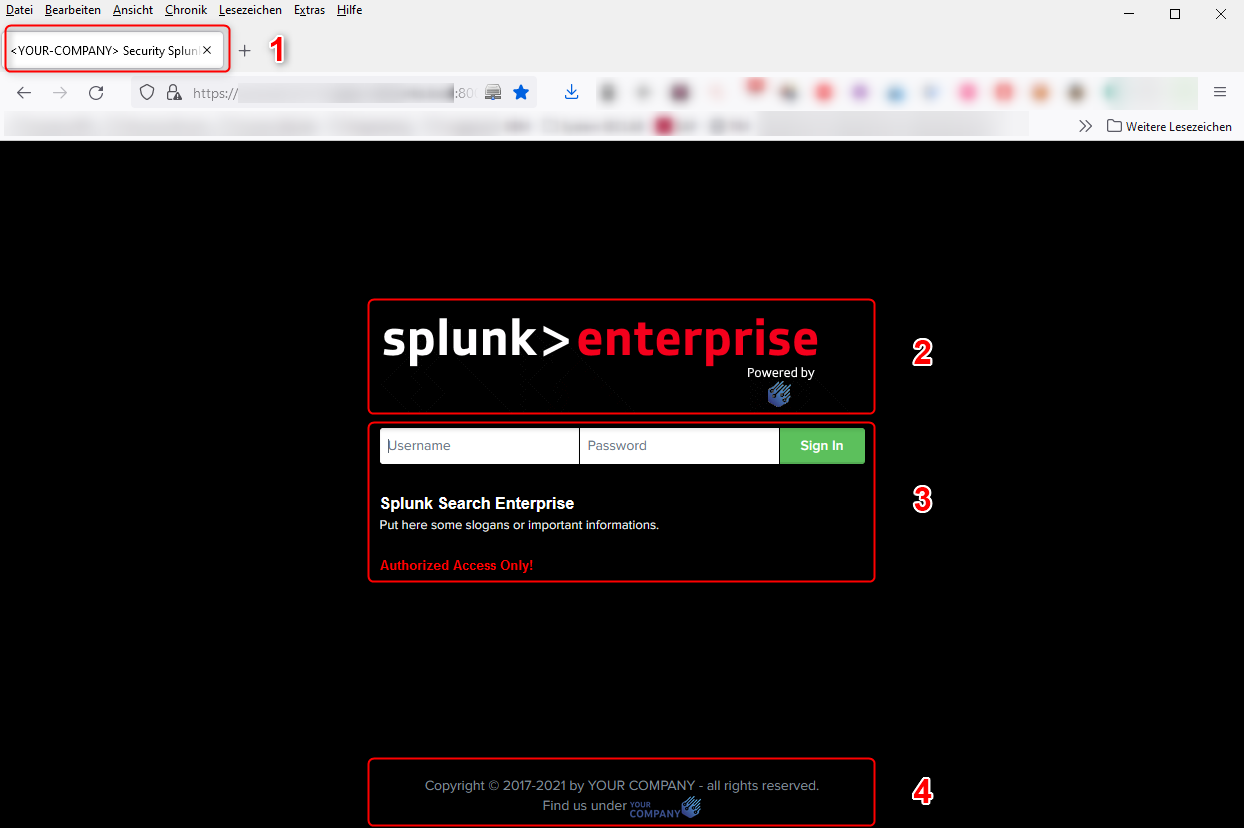 Datei Bearbeiten Ansicht Chronik Lesezeichen Extras Hilfe
<YOUR-COMPANY> Security Splun
1
https:// :80
Weitere Lesezeichen
splunk>enterprise
Powered by
2
Username Password Sign In
Splunk Search Enterprise
Put here some slogans or important informations.
3
Authorized Access Only!
Copyright © 2017-2021 by YOUR COMPANY - all rights reserved.
4
Find us under YOUR COMPANY